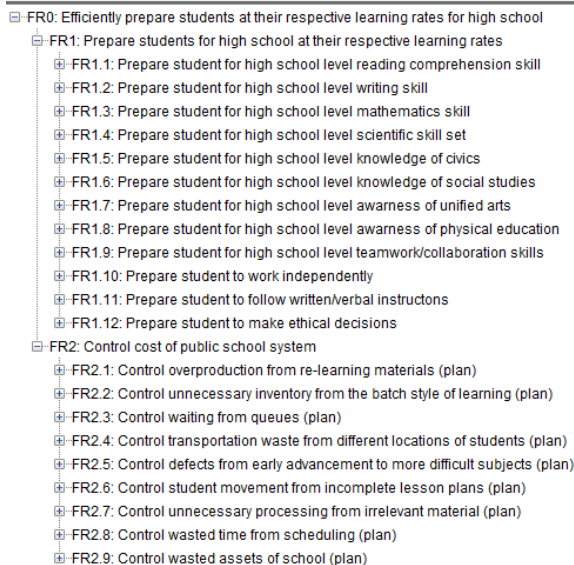 FR0: Efficiently prepare students at their respective learning rates for high school
FR1: Prepare students for high school at their respective learning rates
FR1.1: Prepare student for high school level reading comprehension skill
FR1.2: Prepare student for high school level writing skill
FR1.3: Prepare student for high school level mathematics skill
FR1.4: Prepare student for high school level scientific skill set
FR1.5: Prepare student for high school level knowledge of civics
FR1.6: Prepare student for high school level knowledge of social studies
FR1.7: Prepare student for high school level awarness of unified arts
FR1.8: Prepare student for high school level awarness of physical education
FR1.9: Prepare student for high school level teamwork/collaboration skills
FR1.10: Prepare student to work independently
FR1.11: Prepare student to follow written/verbal instructons
FR1.12: Prepare student to make ethical decisions
FR2: Control cost of public school system
FR2.1: Control overproduction from re-learning materials (plan)
FR2.2: Control unnecessary inventory from the batch style of learning (plan)
FR2.3: Control waiting from queues (plan)
FR2.4: Control transportation waste from different locations of students (plan)
FR2.5: Control defects from early advancement to more difficult subjects (plan)
FR2.6: Control student movement from incomplete lesson plans (plan)
FR2.7: Control unnecessary processing from irrelevant material (plan)
FR2.8: Control wasted time from scheduling (plan)
FR2.9: Control wasted assets of school (plan)